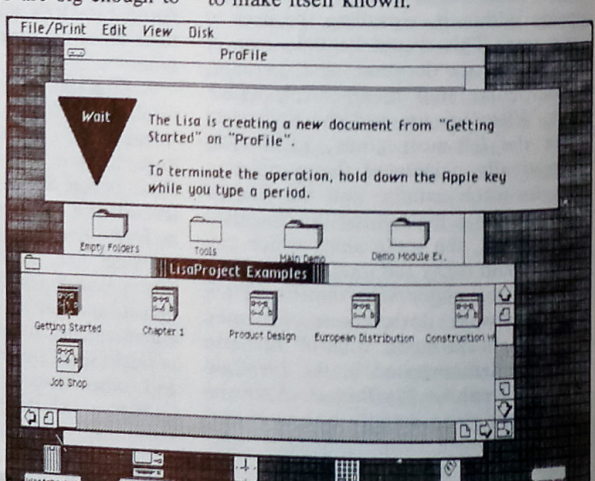 big enough to to make itself known.
File/Print Edit View Disk
ProFile
Wait
The Lisa is creating a new document from "Getting
Started" on "ProFile".
To terminate the operation, hold down the Apple key
while you type a period.
Empty Folders Tools Main Demo Demo Module Ex.
LisaProject Examples
Getting Started Chapter 1 Product Design European Distribution Construction
Job Shop